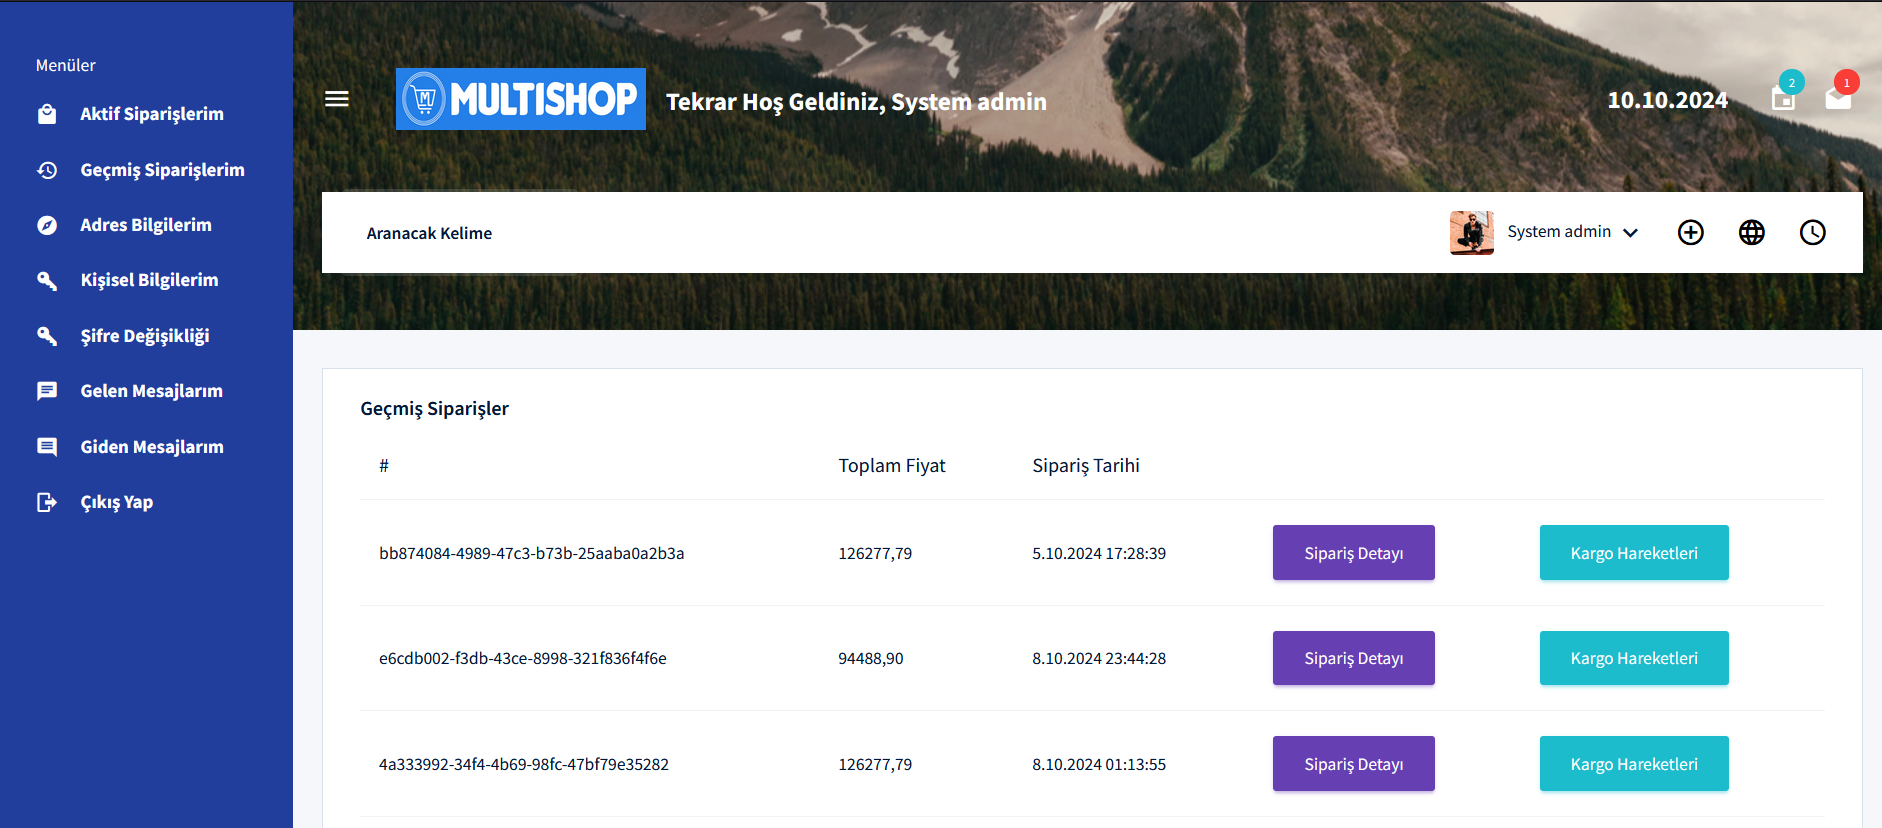 Menüler
Aktif Siparişlerim
Geçmiş Siparişlerim
Adres Bilgilerim
Kişisel Bilgilerim
Şifre Değişikliği
Gelen Mesajlarım
Giden Mesajlarım
Çıkış Yap
M MULTISHOP
Tekrar Hoş Geldiniz, System admin
10.10.2024
2
1
Aranacak Kelime
System admin
Geçmiş Siparişler
# Toplam Fiyat Sipariş Tarihi
bb874084-4989-47c3-b73b-25aaba0a2b3a 126277,79 5.10.2024 17:28:39 Sipariş Detayı Kargo Hareketleri
e6cdb002-f3db-43ce-8998-321f836f4f6e 94488,90 8.10.2024 23:44:28 Sipariş Detayı Kargo Hareketleri
4a333992-34f4-4b69-98fc-47bf79e35282 126277,79 8.10.2024 01:13:55 Sipariş Detayı Kargo Hareketleri